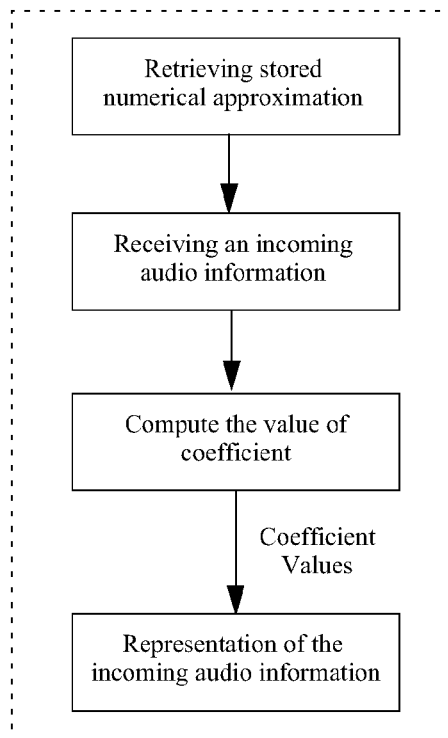 Retrieving stored
numerical approximation
Receiving an incoming
audio information
Compute the value of
coefficient
Coefficient
Values
Representation of the
incoming audio information